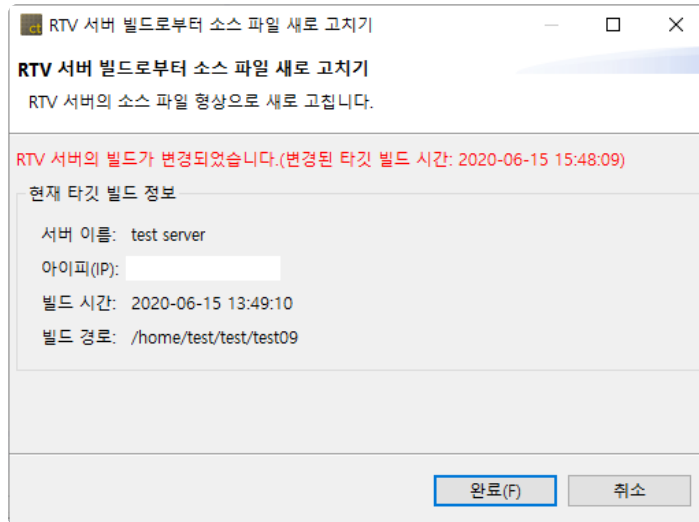 ct RTV 서버 빌드로부터 소스 파일 새로 고치기
RTV 서버 빌드로부터 소스 파일 새로 고치기
RTV 서버의 소스 파일 형상으로 새로 고칩니다.
RTV 서버의 빌드가 변경되었습니다.(변경된 타깃 빌드 시간: 2020-06-15 15:48:09)
현재 타깃 빌드 정보
서버 이름: test server
아이피(IP):
빌드 시간: 2020-06-15 13:49:10
빌드 경로: /home/test/test/test09
완료(F) 취소